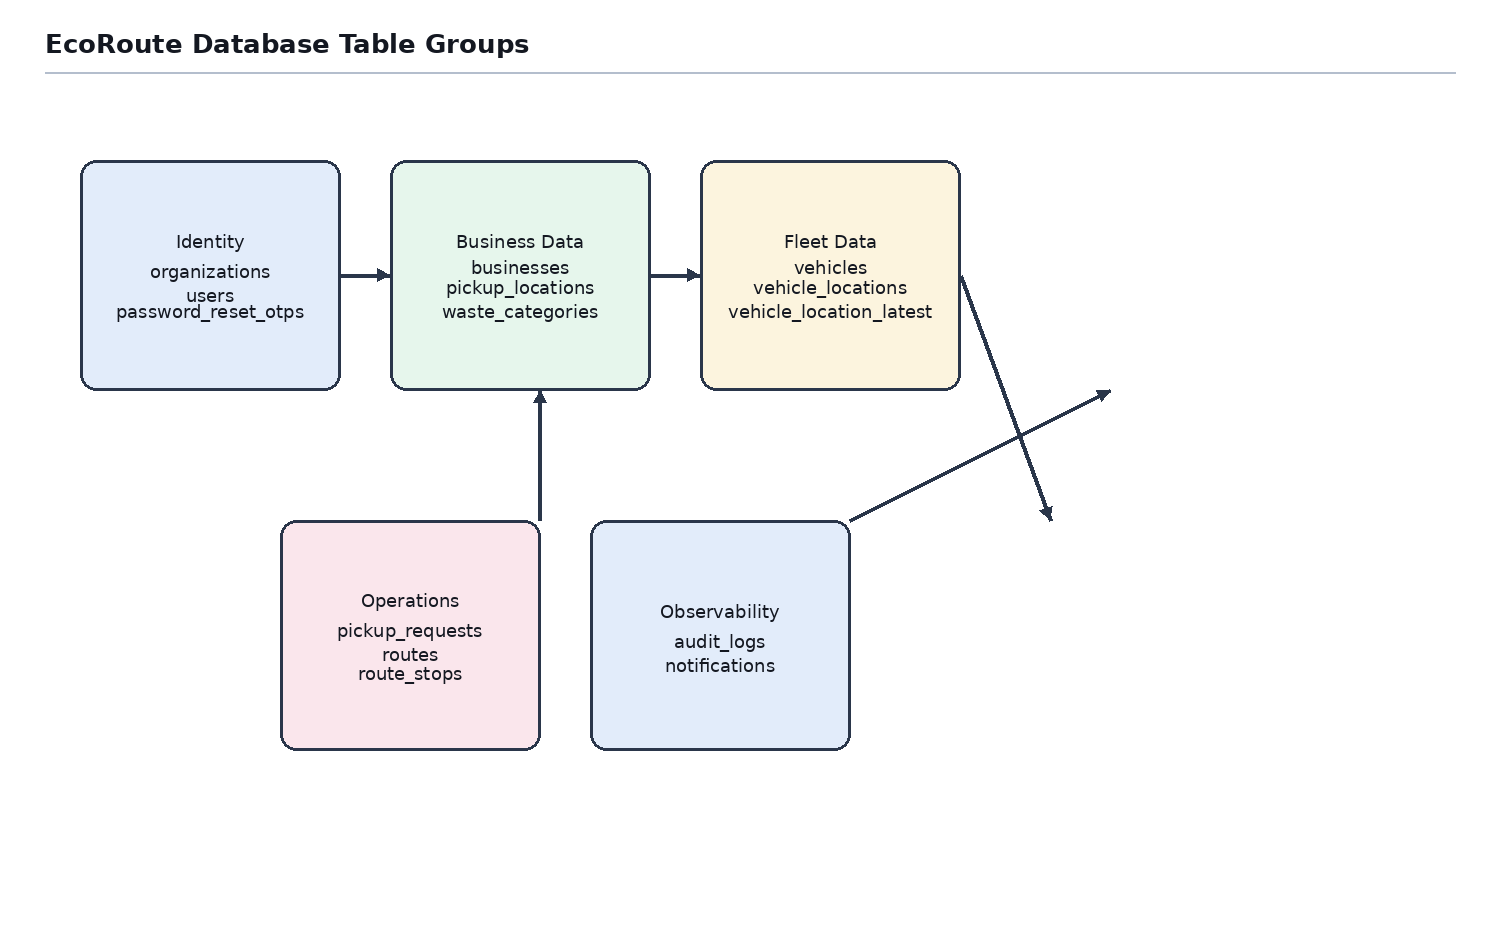 EcoRoute Database Table Groups
Identity
organizations
users
password_reset_otps
Business Data
businesses
pickup_locations
waste_categories
Fleet Data
vehicles
vehicle_locations
vehicle_location_latest
Operations
pickup_requests
routes
route_stops
Observability
audit_logs
notifications